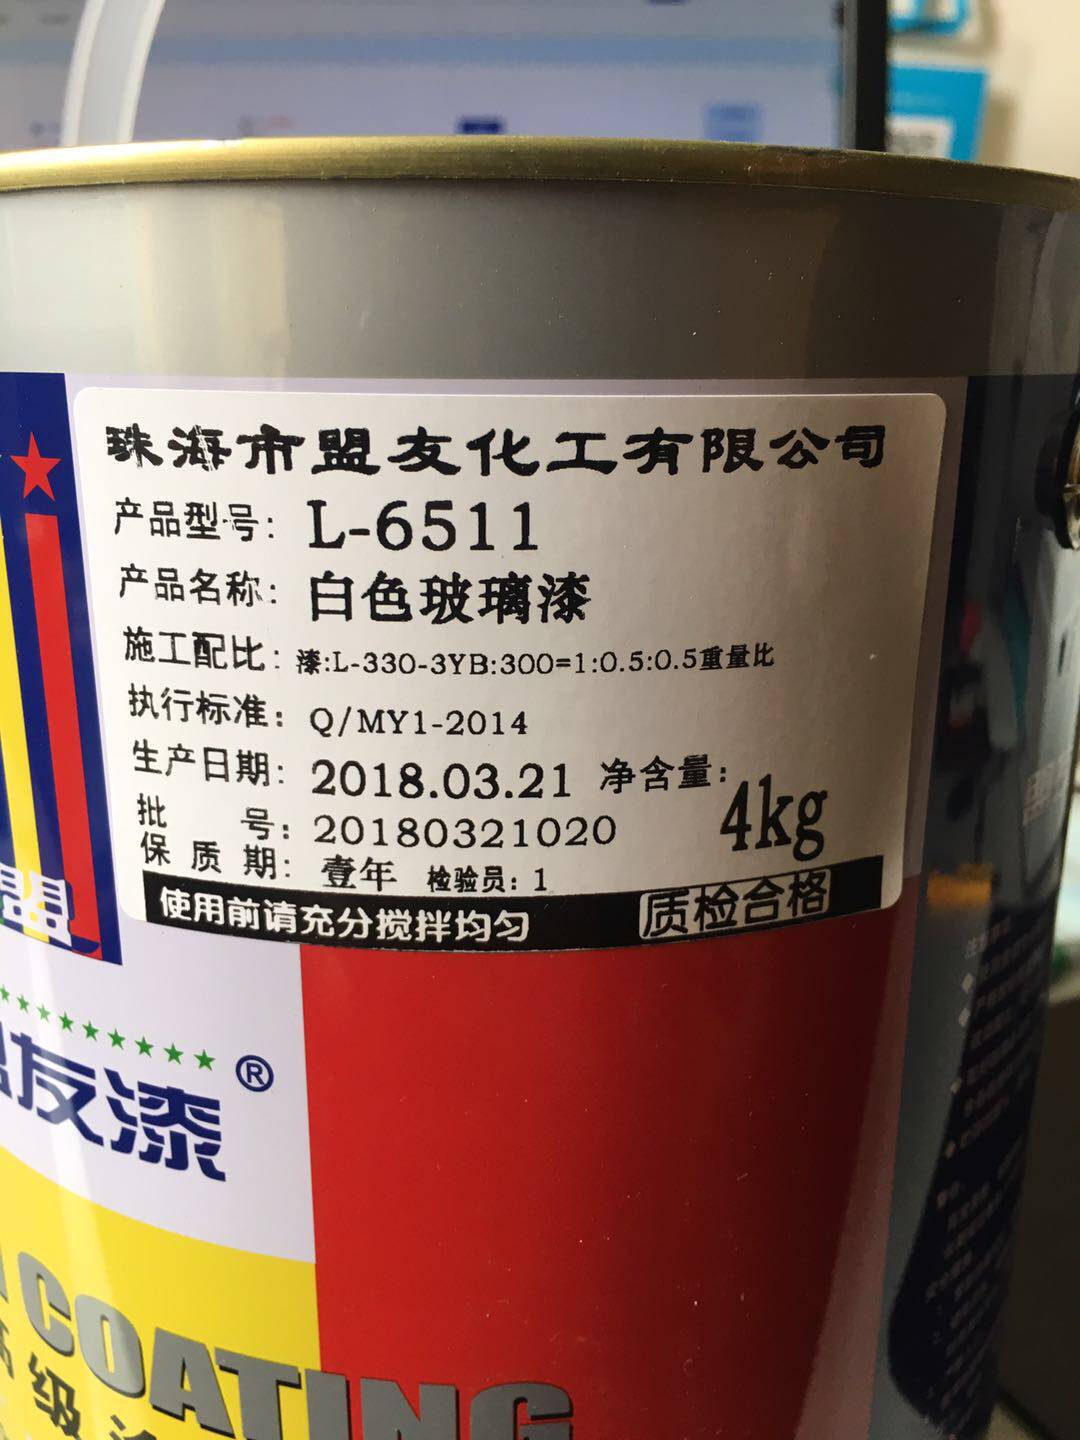 珠海市盟友化工有限公司
产品型号: L-6511
产品名称: 白色玻璃漆
施工配比: 漆:L-330-3YB:300=1:0.5:0.5重量比
执行标准: Q/MY1-2014
生产日期: 2018.03.21 净含量: 4kg
批 号: 20180321020
保质期: 壹年 检验员: 1
使用前请充分搅拌均匀 质检合格
盟
友漆®
COATING
级